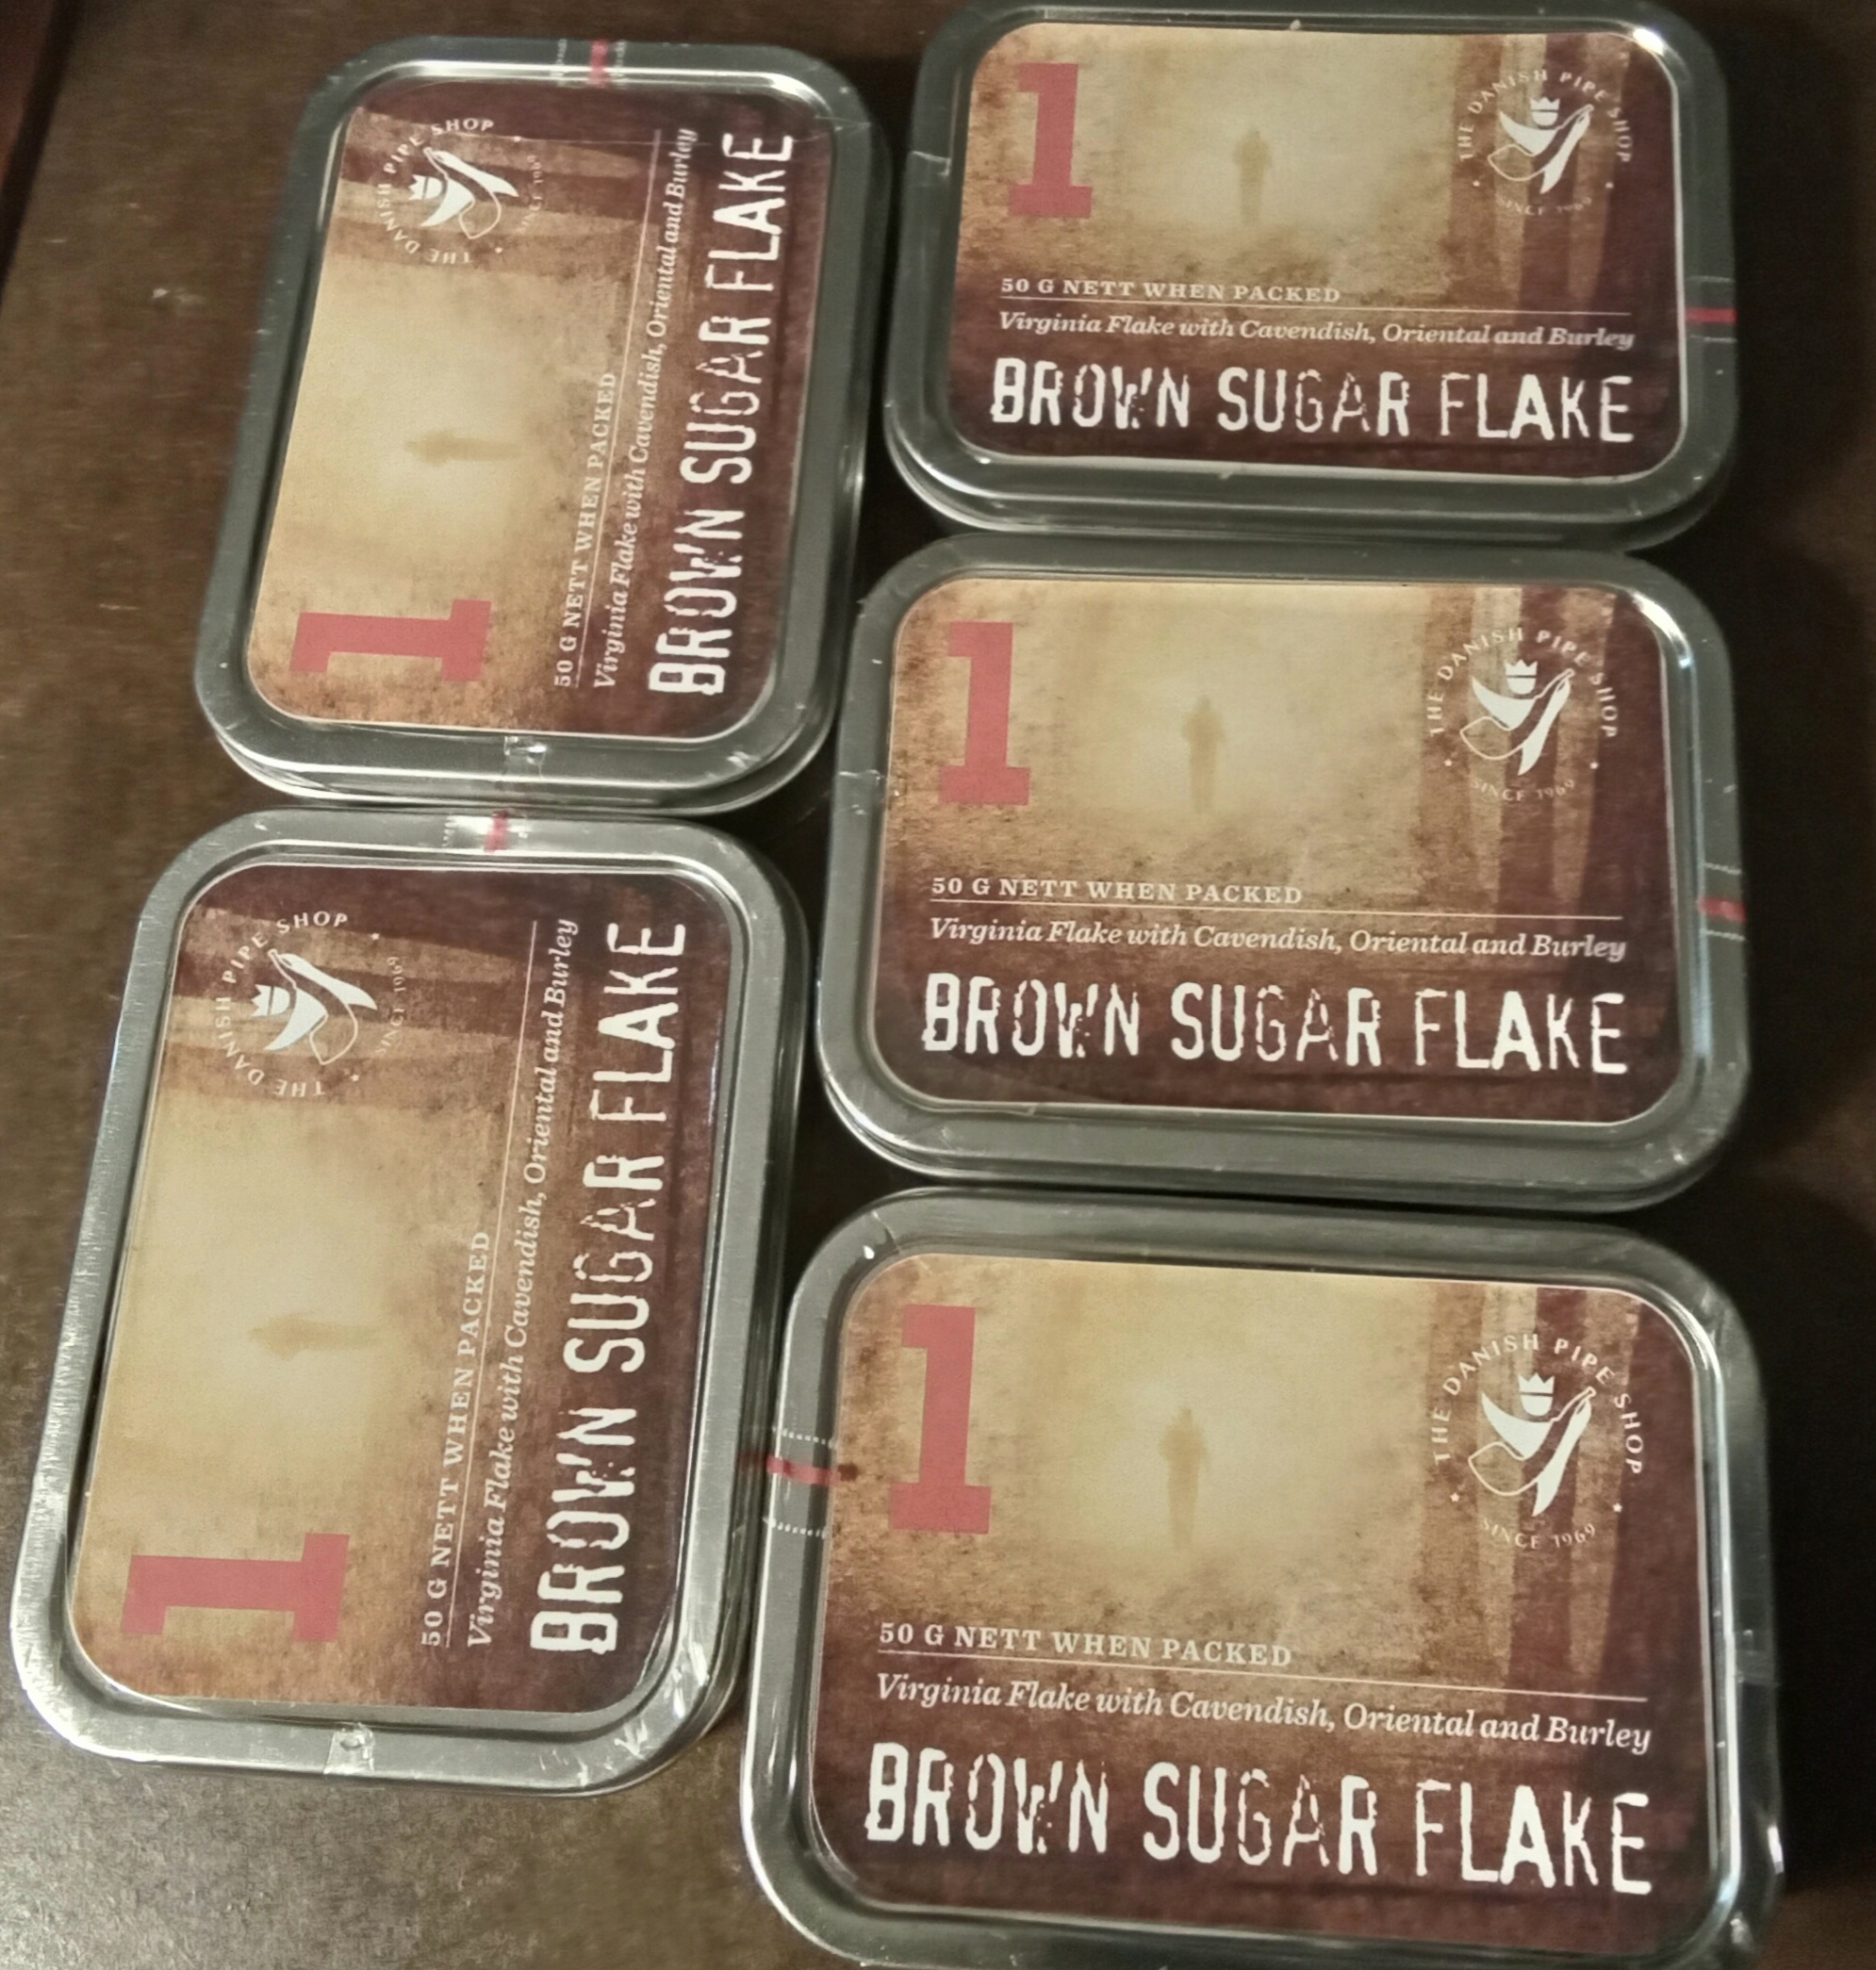 THE DANISH PIPE SHOP
SINCE 1969
1
50 G NETT WHEN PACKED
Virginia Flake with Cavendish, Oriental and Burley
BROWN SUGAR FLAKE
1
THE DANISH PIPE SHOP
SINCE 1969
50 G NETT WHEN PACKED
Virginia Flake with Cavendish, Oriental and Burley
BROWN SUGAR FLAKE
1
THE DANISH PIPE SHOP
SINCE 1969
50 G NETT WHEN PACKED
Virginia Flake with Cavendish, Oriental and Burley
BROWN SUGAR FLAKE
THE DANISH PIPE SHOP
SINCE 1969
1
50 G NETT WHEN PACKED
Virginia Flake with Cavendish, Oriental and Burley
BROWN SUGAR FLAKE
1
THE DANISH PIPE SHOP
SINCE 1969
50 G NETT WHEN PACKED
Virginia Flake with Cavendish, Oriental and Burley
BROWN SUGAR FLAKE